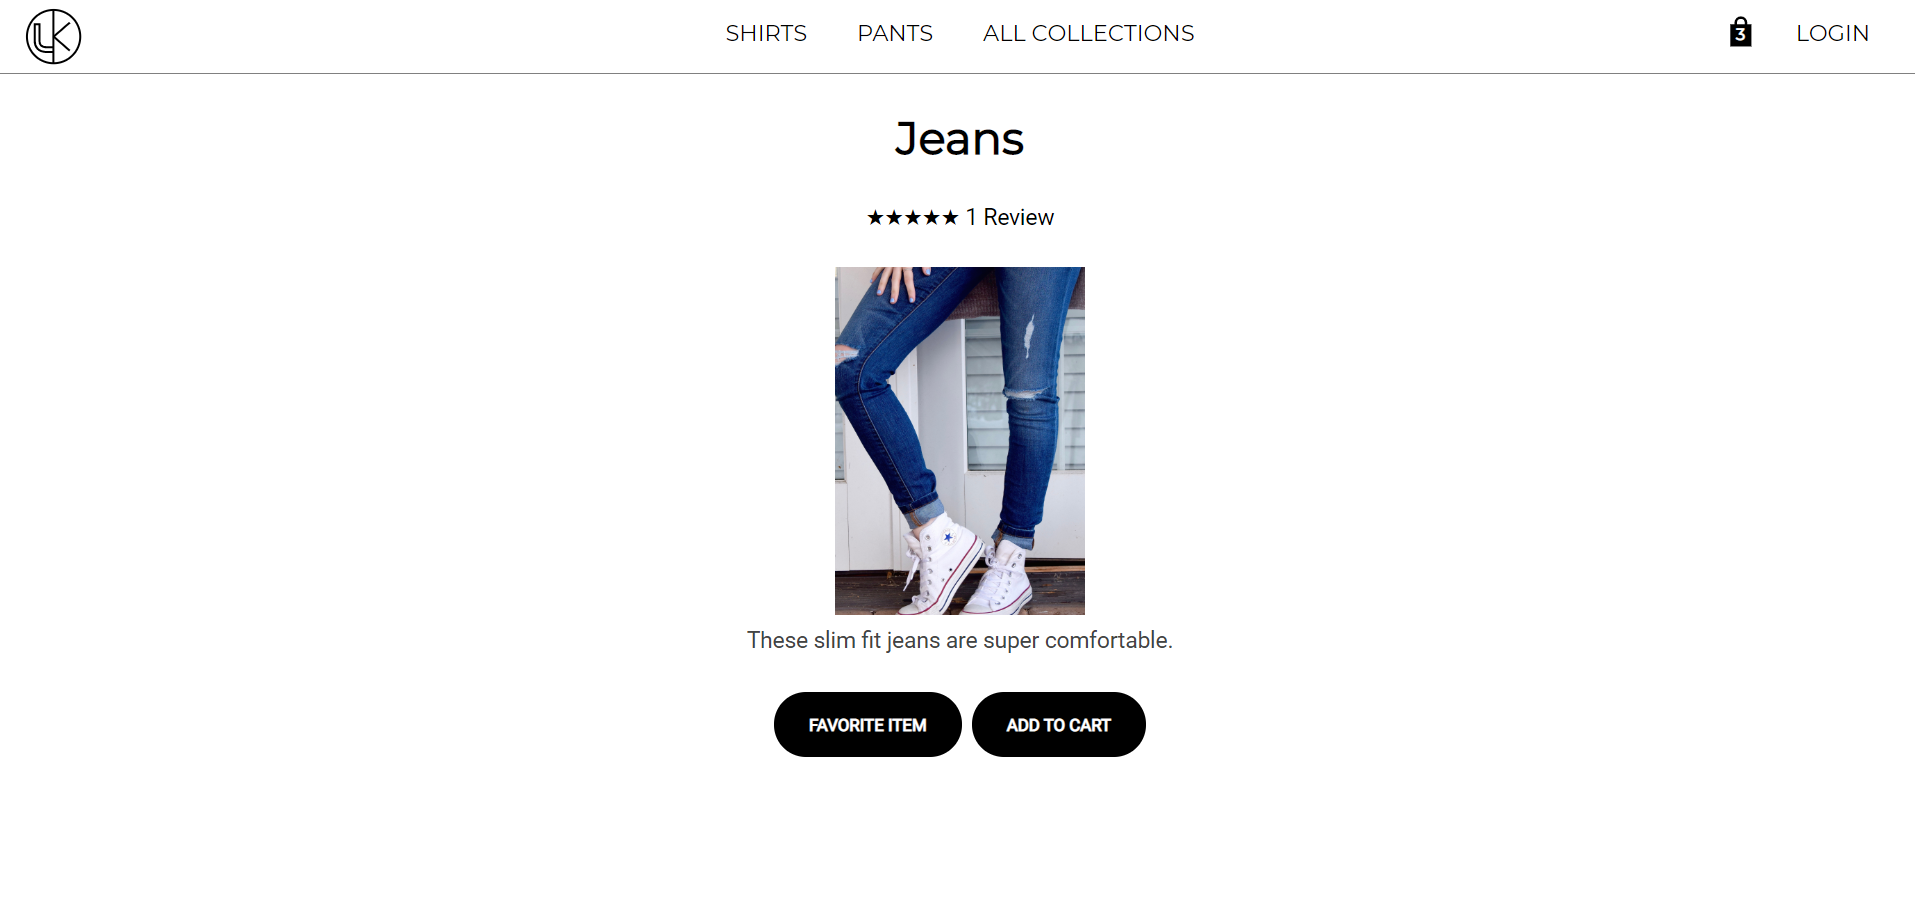 LK
SHIRTS PANTS ALL COLLECTIONS 3 LOGIN
Jeans
★★★★★ 1 Review
These slim fit jeans are super comfortable.
FAVORITE ITEM ADD TO CART